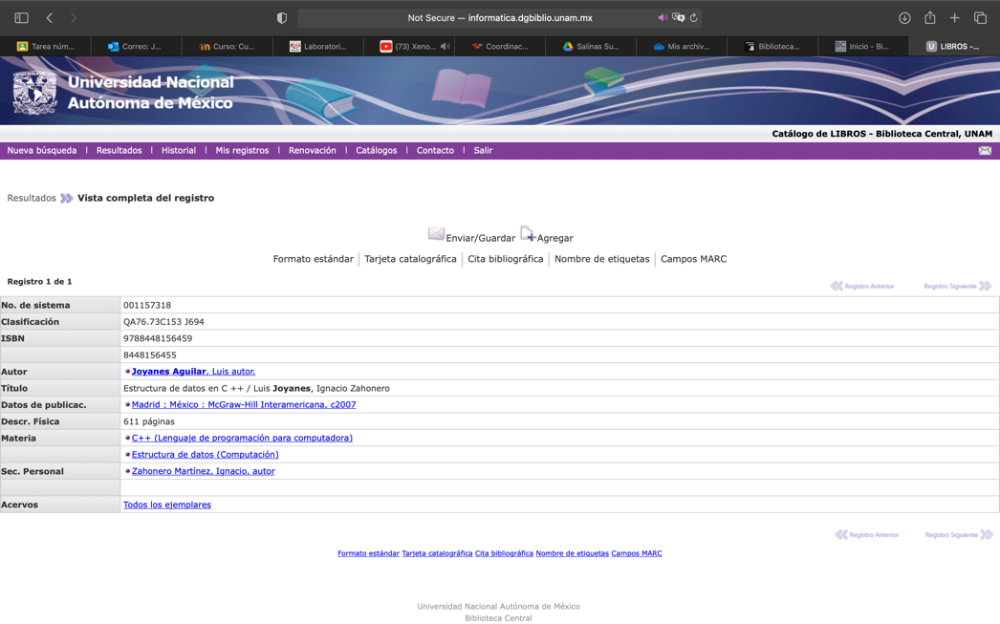 Not Secure — informatica.dgbiblio.unam.mx
Tarea núm...
Correo: J...
Curso: Cu...
Laboratori...
(73) Xeno...
Coordinac...
Salinas Su...
Mis archiv...
Biblioteca...
Inicio - Bi...
LIBROS -...
Universidad Nacional
Autónoma de México
Catálogo de LIBROS - Biblioteca Central, UNAM
Nueva búsqueda | Resultados | Historial | Mis registros | Renovación | Catálogos | Contacto | Salir
Resultados Vista completa del registro
Enviar/Guardar Agregar
Formato estándar | Tarjeta catalográfica | Cita bibliográfica | Nombre de etiquetas | Campos MARC
Registro 1 de 1
Registro Anterior Registro Siguiente
No. de sistema 001157318
Clasificación QA76.73C153 J694
ISBN 9788448156459
8448156455
Autor Joyanes Aguilar, Luis autor.
Título Estructura de datos en C ++ / Luis Joyanes, Ignacio Zahonero
Datos de publicac. Madrid ; México : McGraw-Hill Interamericana, c2007
Descr. Física 611 páginas
Materia C++ (Lenguaje de programación para computadora)
Estructura de datos (Computación)
Sec. Personal Zahonero Martínez, Ignacio, autor
Acervos Todos los ejemplares
Registro Anterior Registro Siguiente
Formato estándar Tarjeta catalográfica Cita bibliográfica Nombre de etiquetas Campos MARC
Universidad Nacional Autónoma de México
Biblioteca Central